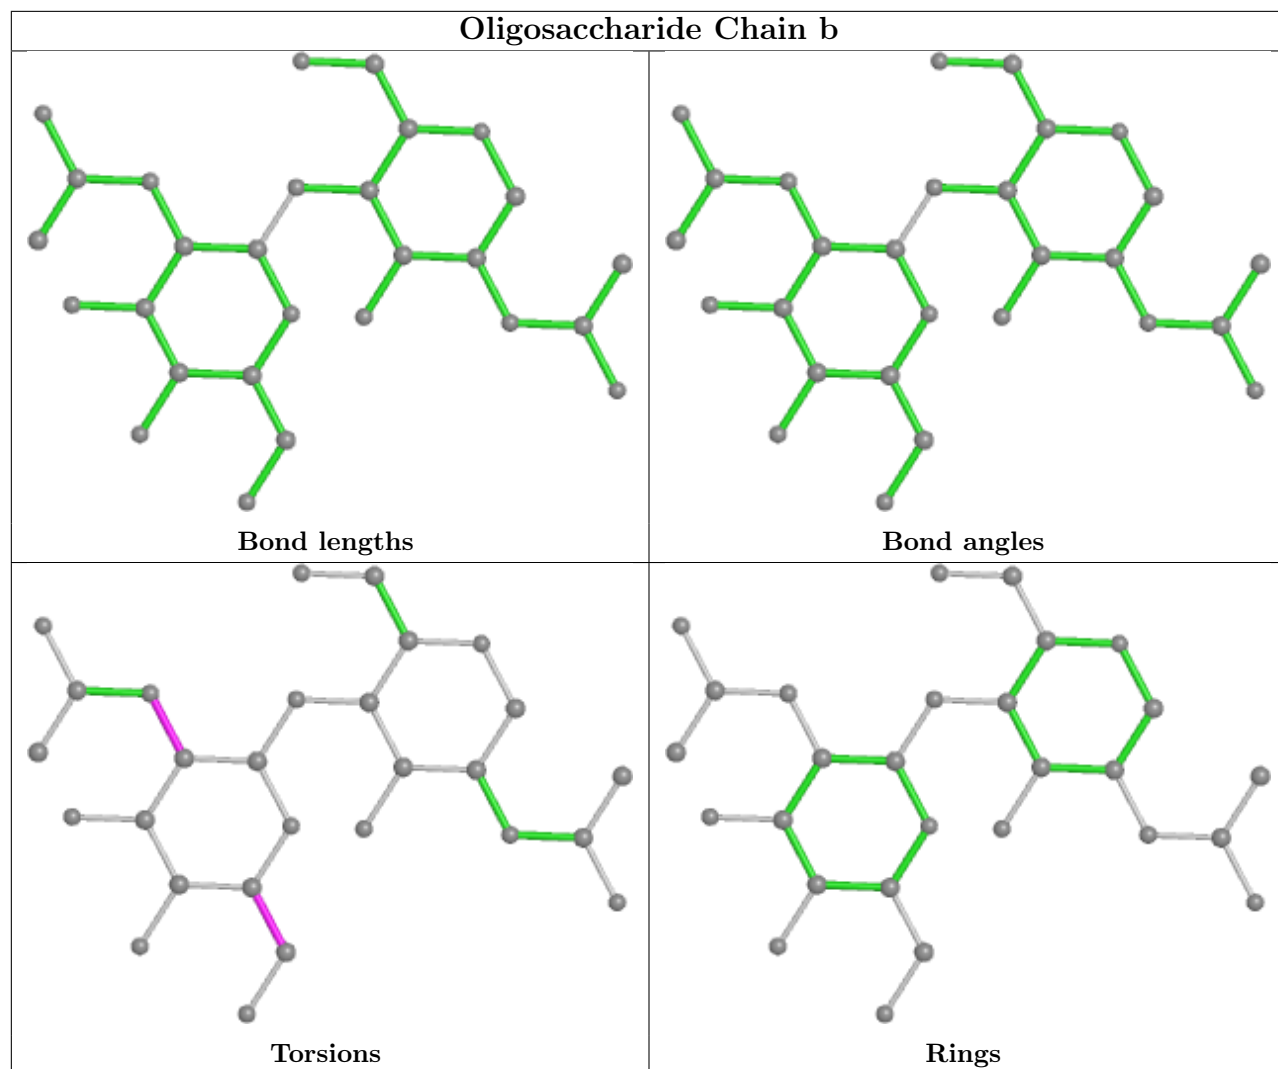 Oligosaccharide Chain b
Bond lengths
Bond angles
Torsions
Rings